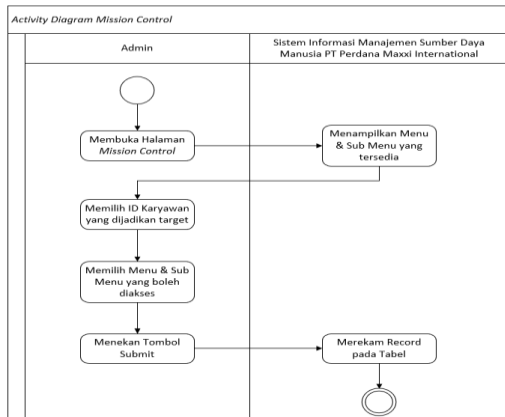 Activity Diagram Mission Control
Admin
Sistem Informasi Manajemen Sumber Daya
Manusia PT Perdana Maxxi International
Membuka Halaman
Mission Control
Menampilkan Menu
& Sub Menu yang
tersedia
Memilih ID Karyawan
yang dijadikan target
Memilih Menu & Sub
Menu yang boleh
diakses
Menekan Tombol
Submit
Merekam Record
pada Tabel